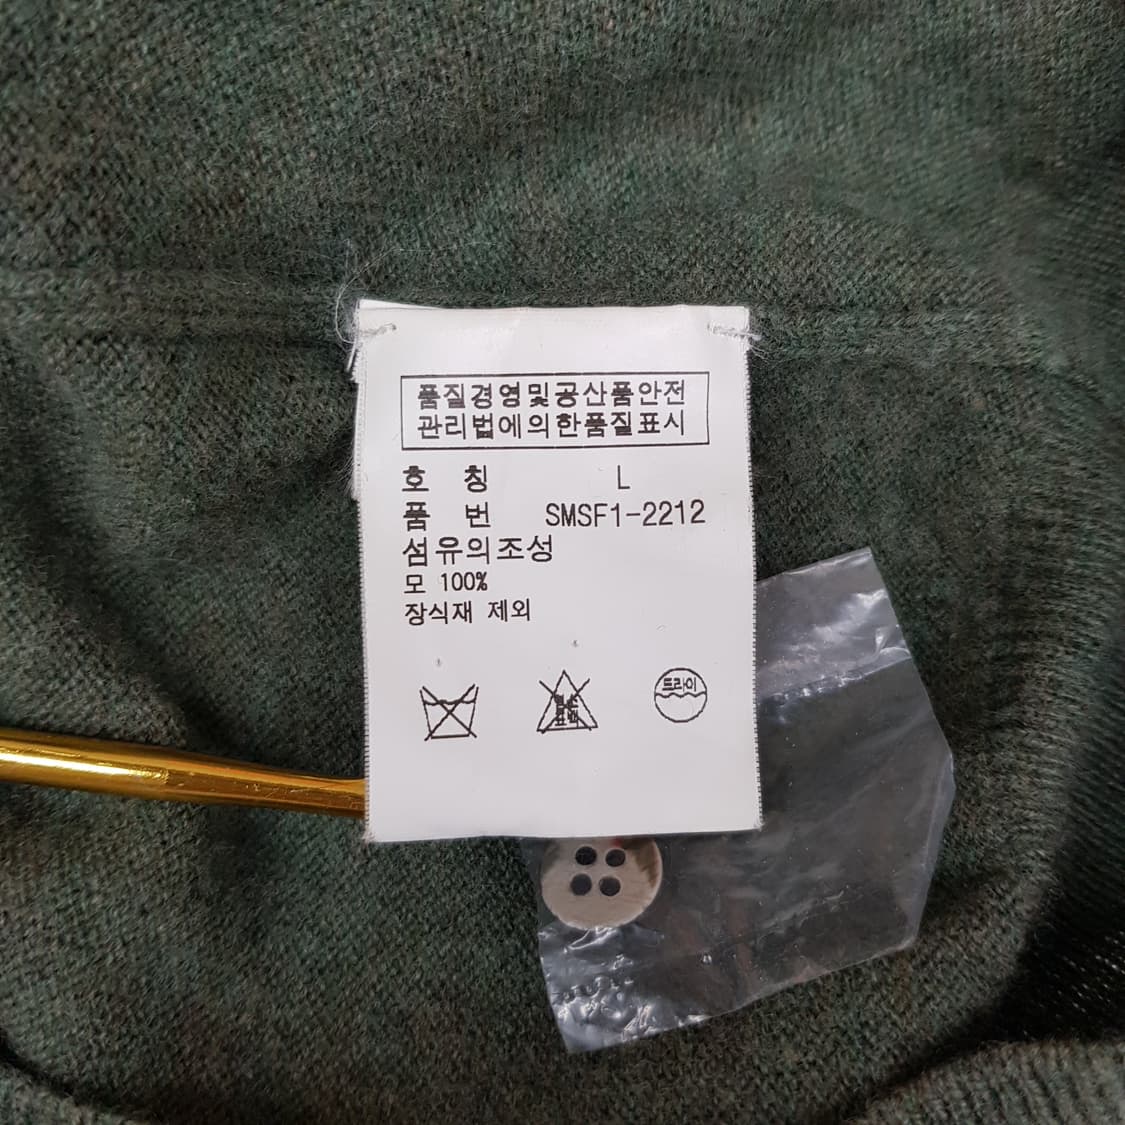 품질경영및공산품안전
관리법에의한품질표시
호 칭 L
품 번 SMSF1-2212
섬유의조성
모 100%
장식재 제외
드라이